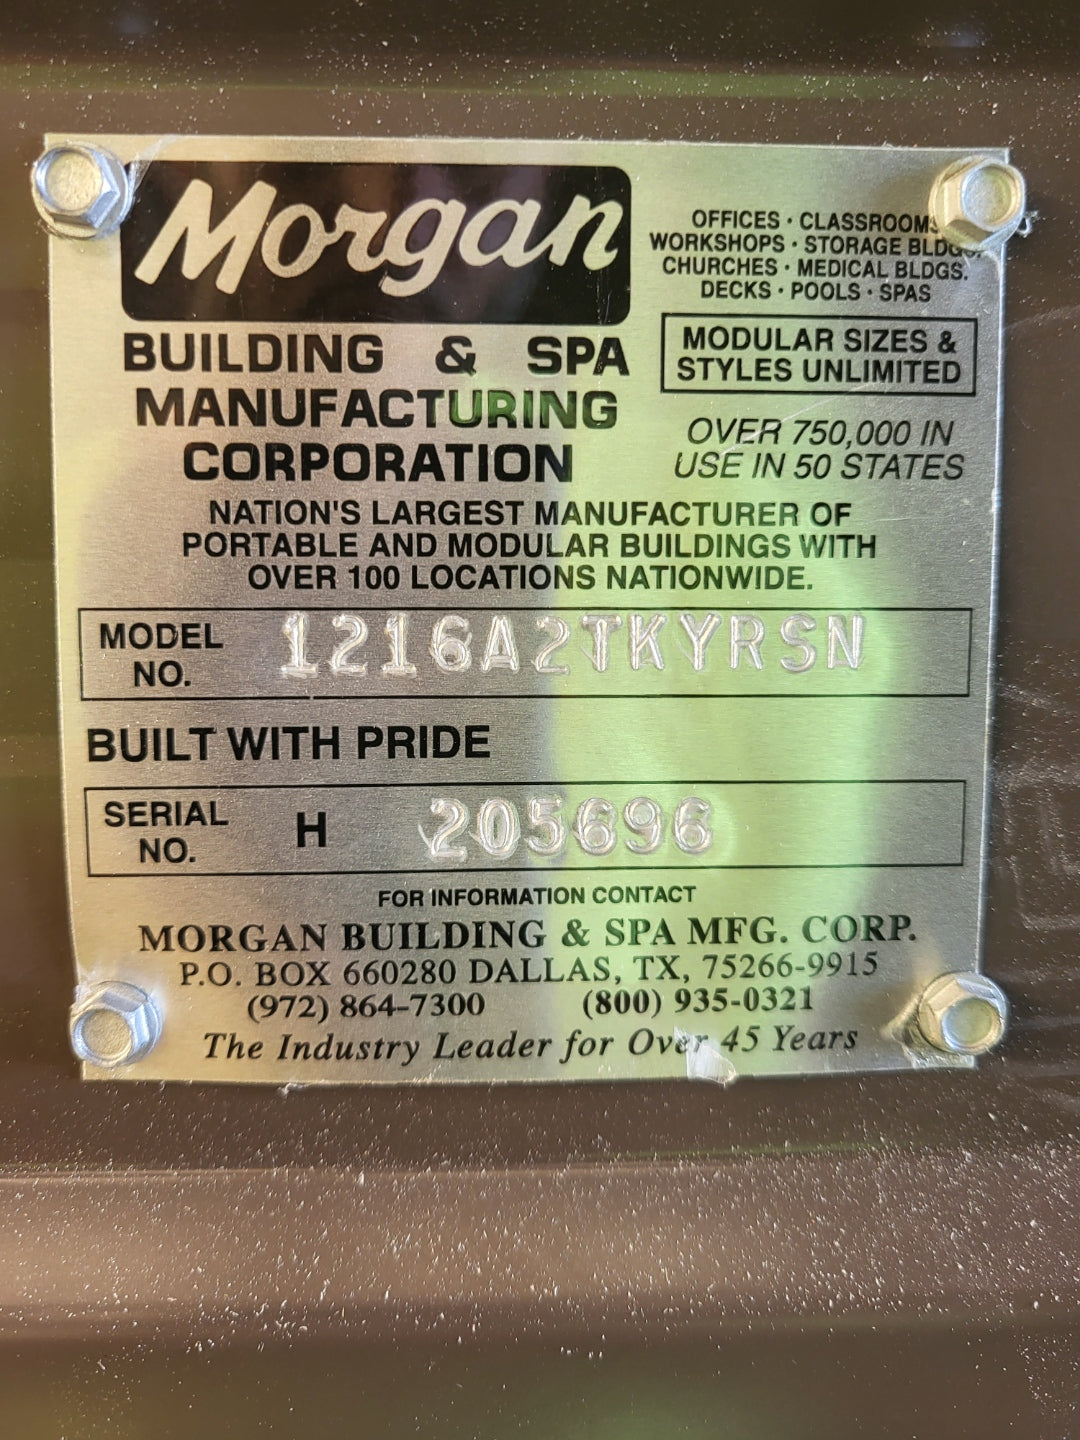 Morgan
BUILDING & SPA
MANUFACTURING
CORPORATION
OFFICES · CLASSROOMS
WORKSHOPS · STORAGE BLDGS.
CHURCHES · MEDICAL BLDGS.
DECKS · POOLS · SPAS
MODULAR SIZES &
STYLES UNLIMITED
OVER 750,000 IN
USE IN 50 STATES
NATION'S LARGEST MANUFACTURER OF
PORTABLE AND MODULAR BUILDINGS WITH
OVER 100 LOCATIONS NATIONWIDE.
MODEL NO. 1216A2TKYRSN
BUILT WITH PRIDE
SERIAL NO. H 205696
FOR INFORMATION CONTACT
MORGAN BUILDING & SPA MFG. CORP.
P.O. BOX 660280 DALLAS, TX, 75266-9915
(972) 864-7300 (800) 935-0321
The Industry Leader for Over 45 Years